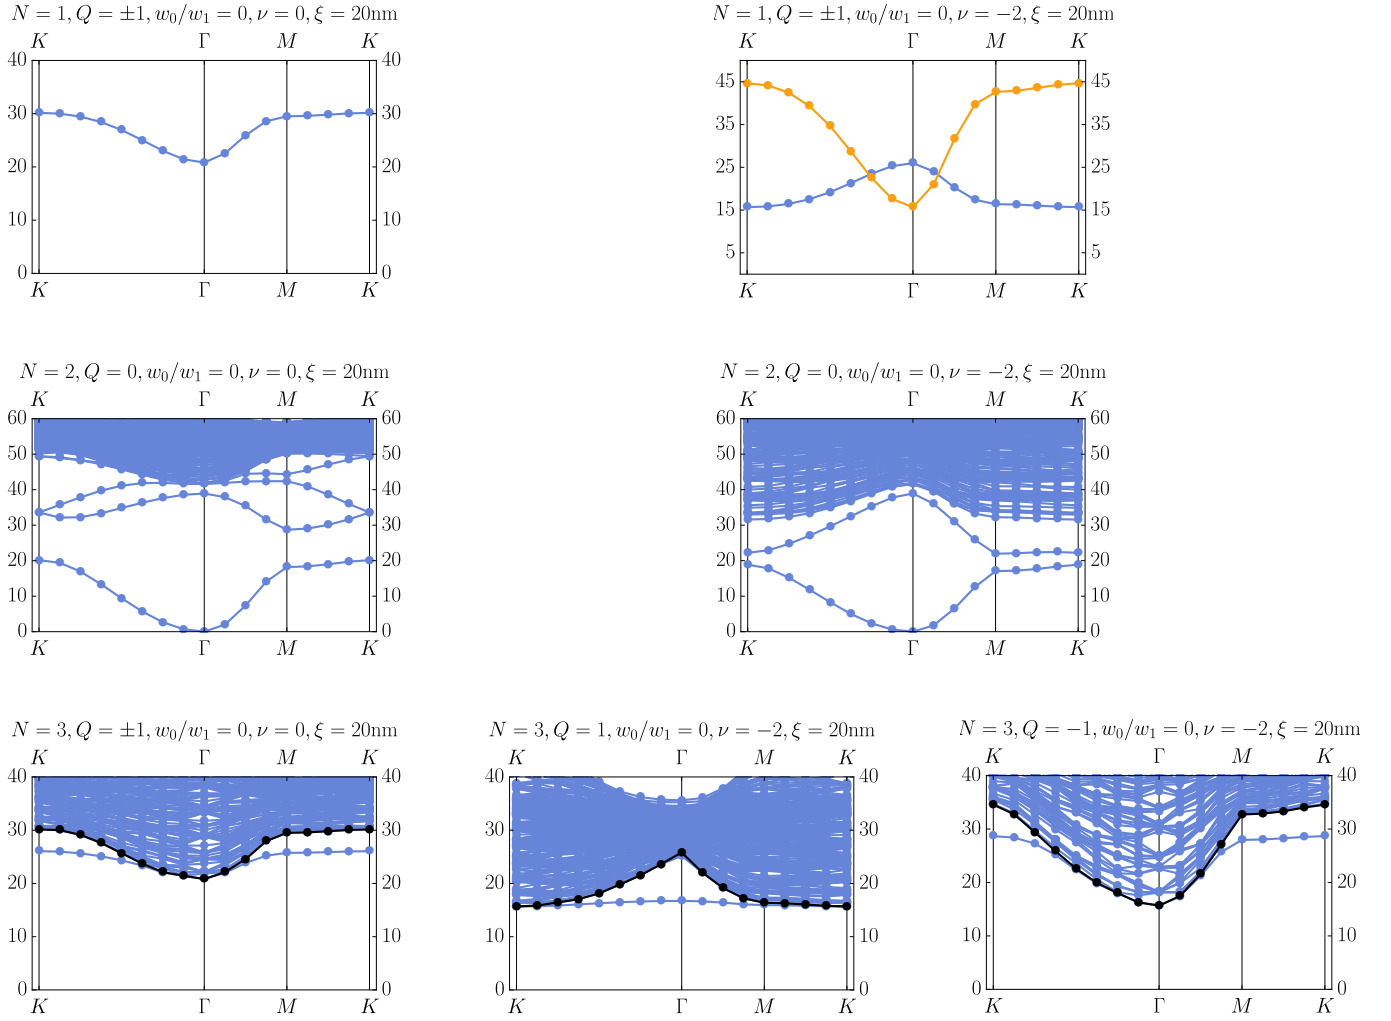 N = 1, Q = ±1, w₀/w₁ = 0, ν = 0, ξ = 20nm
K Γ M K
40 40
30 30
20 20
10 10
0 0
K Γ M K
N = 1, Q = ±1, w₀/w₁ = 0, ν = −2, ξ = 20nm
K Γ M K
45 45
35 35
25 25
15 15
5 5
K Γ M K
N = 2, Q = 0, w₀/w₁ = 0, ν = 0, ξ = 20nm
K Γ M K
60 60
50 50
40 40
30 30
20 20
10 10
0 0
K Γ M K
N = 2, Q = 0, w₀/w₁ = 0, ν = −2, ξ = 20nm
K Γ M K
60 60
50 50
40 40
30 30
20 20
10 10
0 0
K Γ M K
N = 3, Q = ±1, w₀/w₁ = 0, ν = 0, ξ = 20nm
K Γ M K
40 40
30 30
20 20
10 10
0 0
K Γ M K
N = 3, Q = 1, w₀/w₁ = 0, ν = −2, ξ = 20nm
K Γ M K
40 40
30 30
20 20
10 10
0 0
K Γ M K
N = 3, Q = −1, w₀/w₁ = 0, ν = −2, ξ = 20nm
K Γ M K
40 40
30 30
20 20
10 10
0 0
K Γ M K